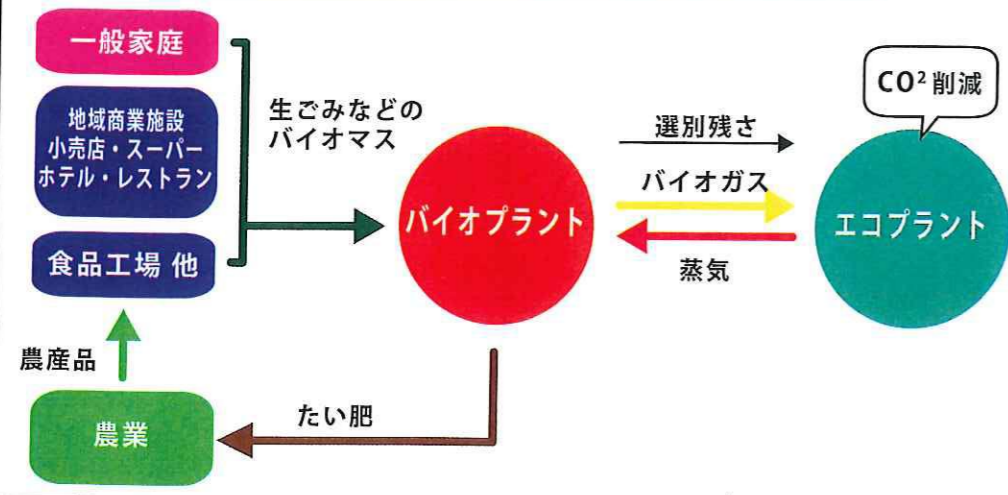 一般家庭
地域商業施設
小売店・スーパー
ホテル・レストラン
食品工場 他
農産品
農業
生ごみなどの
バイオマス
バイオプラント
たい肥
選別残さ
バイオガス
蒸気
CO²削減
エコプラント